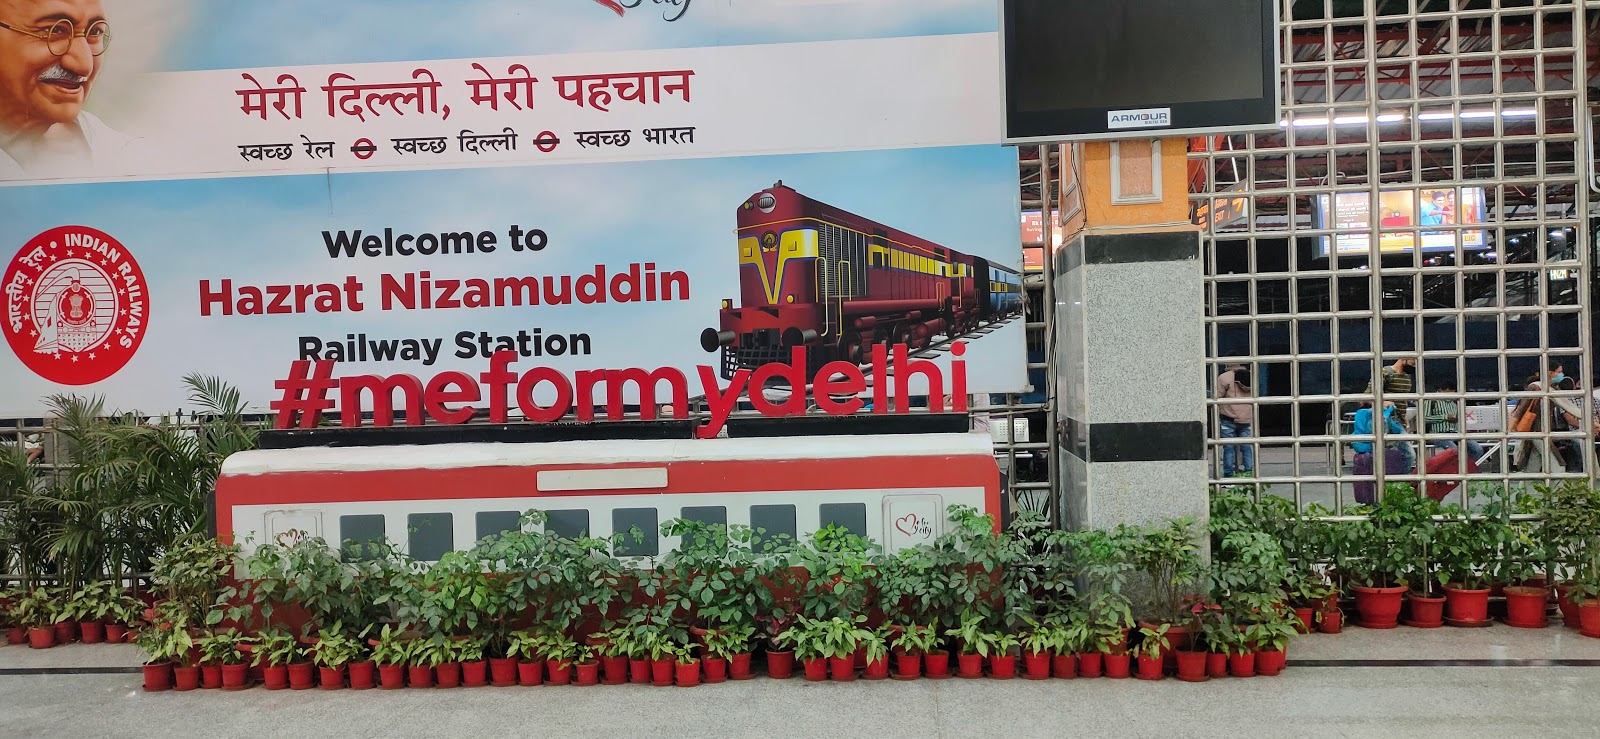 मेरी दिल्ली, मेरी पहचान
स्वच्छ रेल स्वच्छ दिल्ली स्वच्छ भारत
भारतीय रेल • INDIAN RAILWAYS
Welcome to
Hazrat Nizamuddin
Railway Station
#meformydelhi
ARMOUR